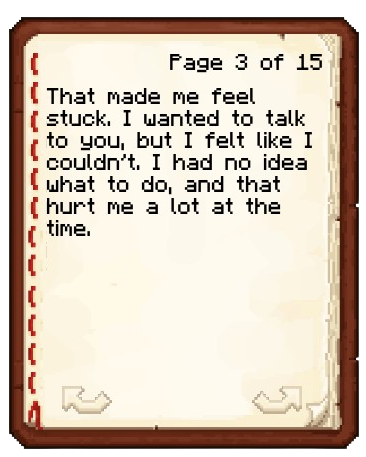 Page 3 of 15
That made me feel
stuck. I wanted to talk
to you, but I felt like I
couldn't. I had no idea
what to do, and that
hurt me a lot at the
time.